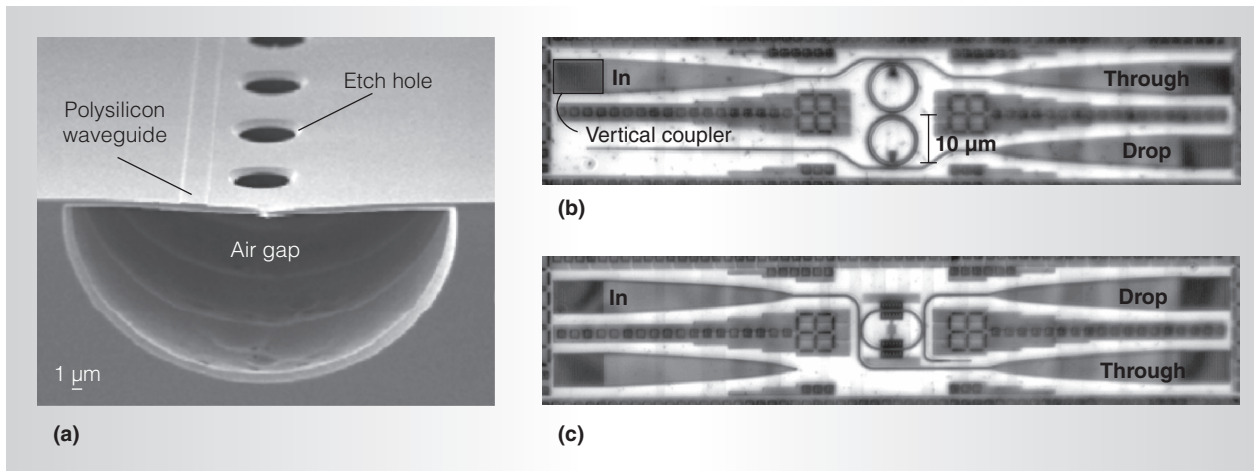 Etch hole
Polysilicon
waveguide
Air gap
1 μm
(a)
In
Through
Vertical coupler
10 μm
Drop
(b)
In
Drop
Through
(c)